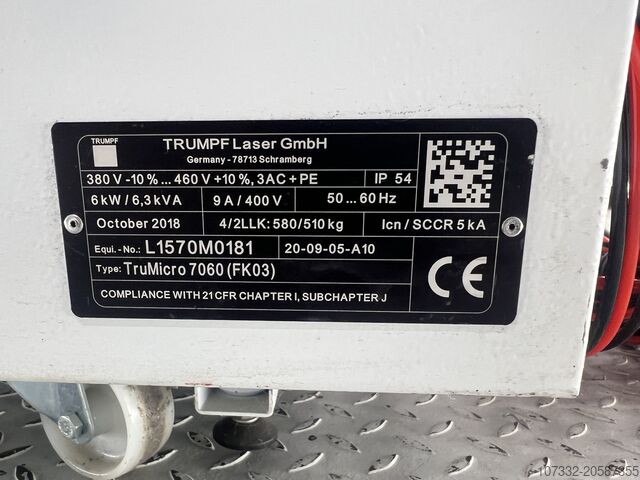 TRUMPF
TRUMPF Laser GmbH
Germany - 78713 Schramberg
380 V -10 % ... 460 V +10 %, 3AC + PE IP 54
6 kW / 6,3 kVA 9 A / 400 V 50 ... 60 Hz
October 2018 4/2LLK: 580/510 kg Icn / SCCR 5 kA
Equi.-No: L1570M0181 20-09-05-A10
Type: TruMicro 7060 (FK03)
COMPLIANCE WITH 21 CFR CHAPTER I, SUBCHAPTER J
CE
107332-20587355